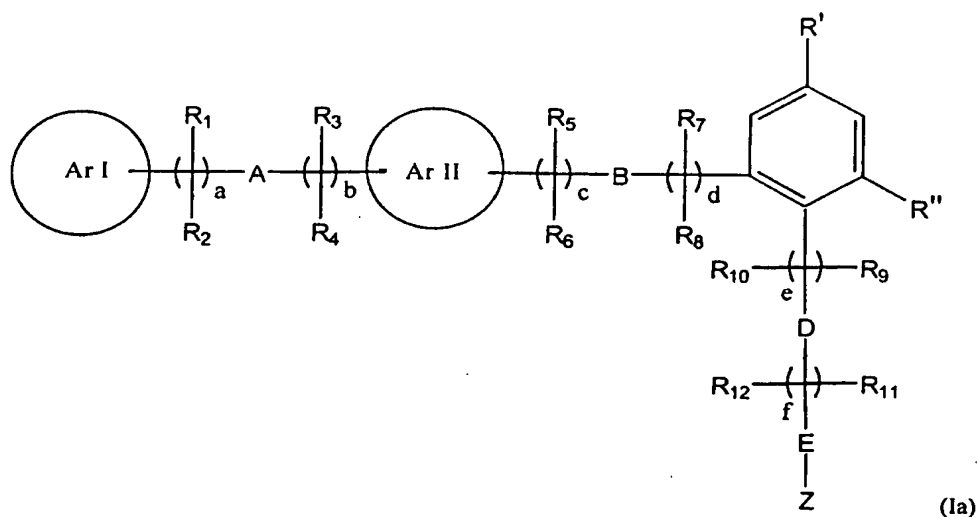 R'
R1 R3 R5 R7
Ar I ( ) a A ( ) b Ar II ( ) c B ( ) d
R2 R4 R6 R8 R"
R10 ( ) e R9
D
R12 ( ) f R11
E
Z
(Ia)